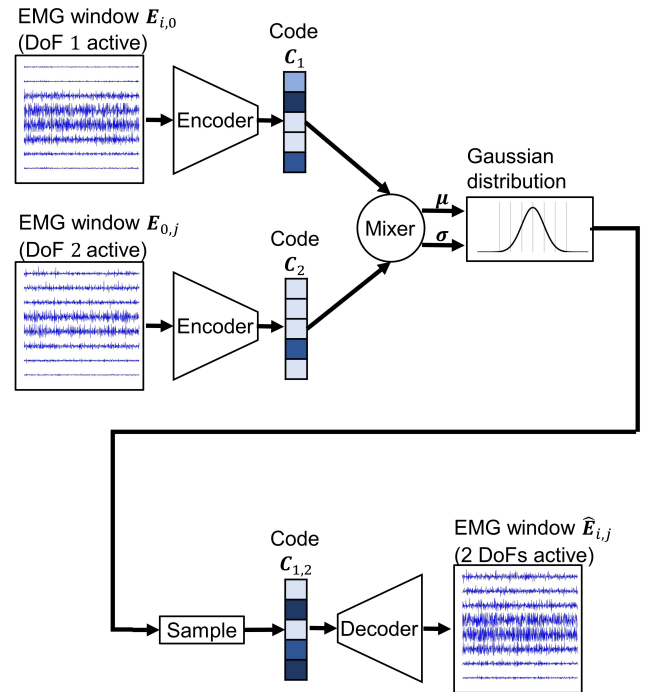 EMG window E_{i,0}
(DoF 1 active)
Code
C_1
Encoder
Gaussian
distribution
μ
Mixer
σ
EMG window E_{0,j}
(DoF 2 active)
Code
C_2
Encoder
EMG window Ê_{i,j}
(2 DoFs active)
Code
C_{1,2}
Sample
Decoder